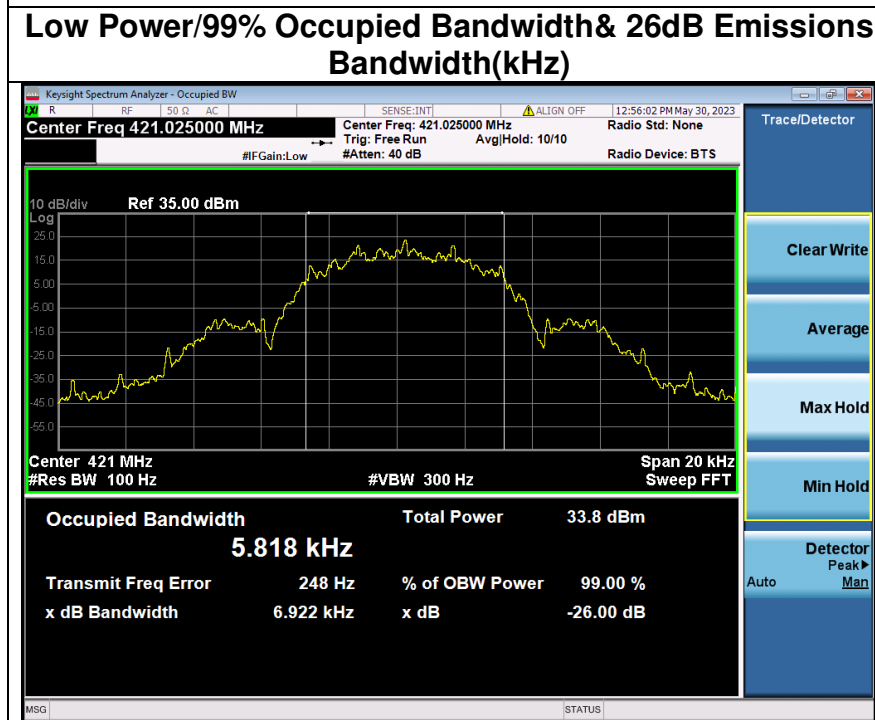 Low Power/99% Occupied Bandwidth& 26dB Emissions
Bandwidth(kHz)
Keysight Spectrum Analyzer - Occupied BW
R RF 50 Ω AC SENSE:INT ALIGN OFF 12:56:02 PM May 30, 2023
Center Freq 421.025000 MHz
Center Freq: 421.025000 MHz
Radio Std: None
Trig: Free Run Avg|Hold: 10/10
#IFGain:Low
#Atten: 40 dB
Radio Device: BTS
Trace/Detector
10 dB/div Ref 35.00 dBm
Log
25.0
15.0
5.00
-5.00
-15.0
-25.0
-35.0
-45.0
-55.0
Center 421 MHz Span 20 kHz
#Res BW 100 Hz #VBW 300 Hz Sweep FFT
Occupied Bandwidth Total Power 33.8 dBm
5.818 kHz
Transmit Freq Error 248 Hz % of OBW Power 99.00 %
x dB Bandwidth 6.922 kHz x dB -26.00 dB
Clear Write
Average
Max Hold
Min Hold
Detector
Peak▶
Auto Man
MSG STATUS